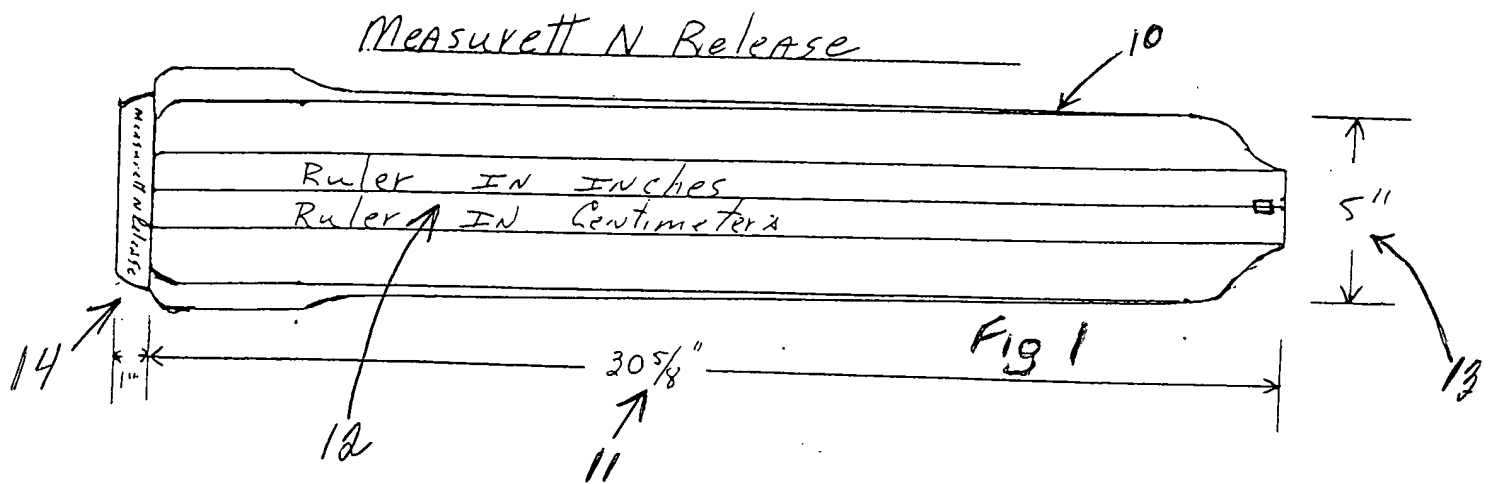 MeAsurett N ReleAse
10
MeAsurett N ReleAse
Ruler IN INches
Ruler IN Centimeters
5"
13
14
1"
30 5/8"
Fig 1
12
11